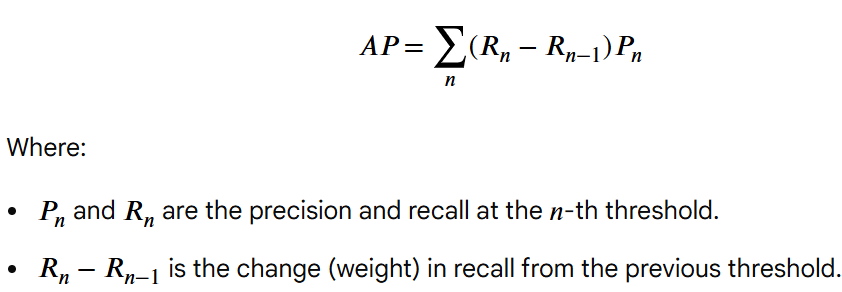 AP = ∑ₙ (Rₙ − Rₙ₋₁) Pₙ
Where:
• Pₙ and Rₙ are the precision and recall at the n-th threshold.
• Rₙ − Rₙ₋₁ is the change (weight) in recall from the previous threshold.